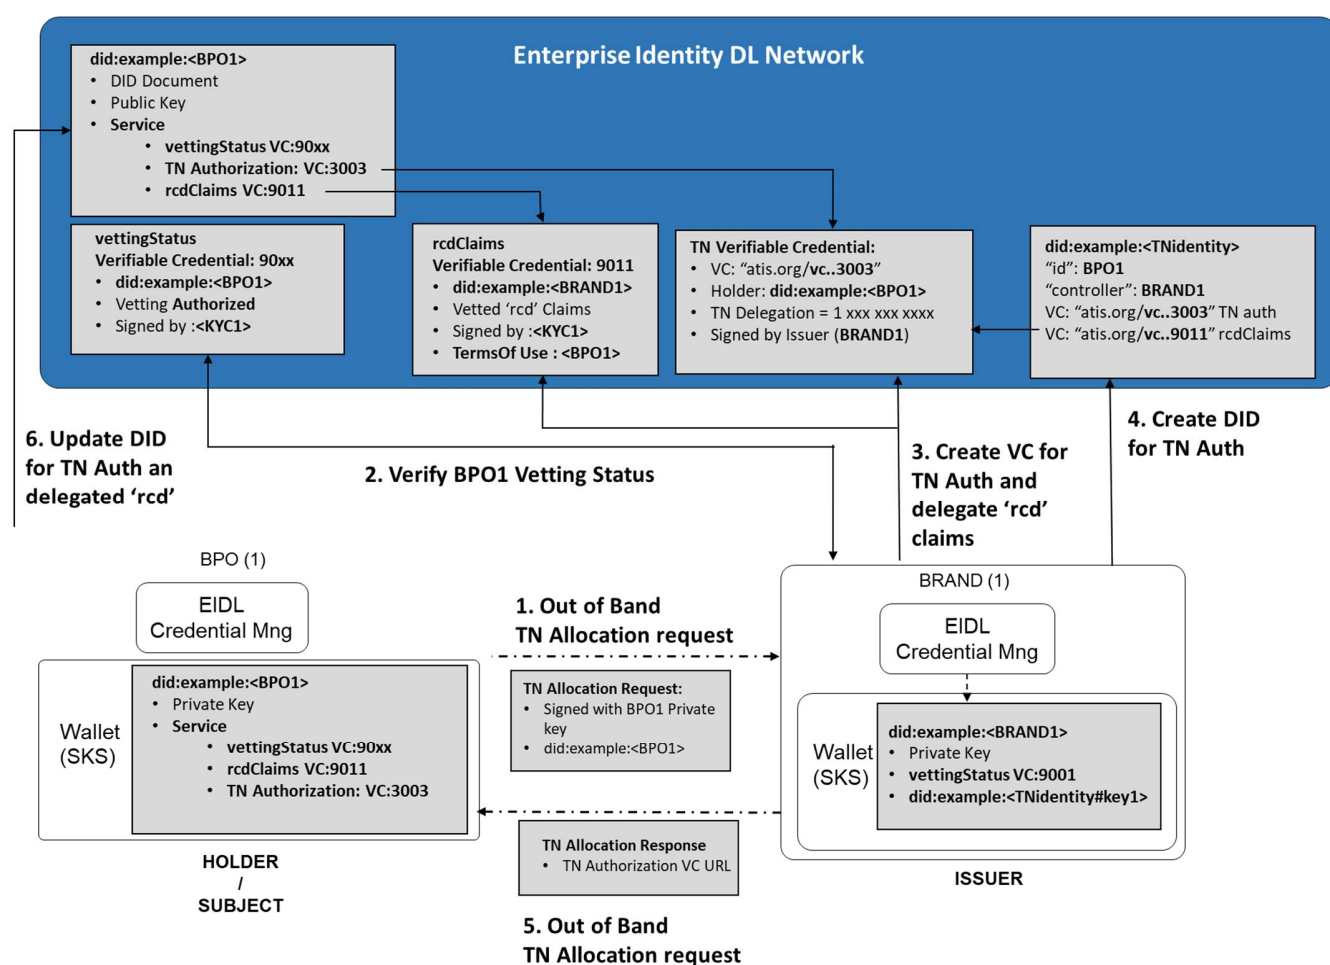 Enterprise Identity DL Network
did:example:<BPO1>
• DID Document
• Public Key
• Service
• vettingStatus VC:90xx
• TN Authorization: VC:3003
• rcdClaims VC:9011
vettingStatus
Verifiable Credential: 90xx
• did:example:<BPO1>
• Vetting Authorized
• Signed by :<KYC1>
rcdClaims
Verifiable Credential: 9011
• did:example:<BRAND1>
• Vetted ‘rcd’ Claims
• Signed by :<KYC1>
• TermsOf Use : <BPO1>
TN Verifiable Credential:
• VC: “atis.org/vc..3003”
• Holder: did:example:<BPO1>
• TN Delegation = 1 xxx xxx xxxx
• Signed by Issuer (BRAND1)
did:example:<TNidentity>
“id”: BPO1
“controller”: BRAND1
VC: “atis.org/vc..3003” TN auth
VC: “atis.org/vc..9011” rcdClaims
6. Update DID
for TN Auth an
delegated ‘rcd’
2. Verify BPO1 Vetting Status
3. Create VC for
TN Auth and
delegate ‘rcd’
claims
4. Create DID
for TN Auth
BPO (1)
EIDL
Credential Mng
Wallet
(SKS)
did:example:<BPO1>
• Private Key
• Service
• vettingStatus VC:90xx
• rcdClaims VC:9011
• TN Authorization: VC:3003
HOLDER
/
SUBJECT
1. Out of Band
TN Allocation request
TN Allocation Request:
• Signed with BPO1 Private
key
• did:example:<BPO1>
TN Allocation Response
• TN Authorization VC URL
5. Out of Band
TN Allocation request
BRAND (1)
EIDL
Credential Mng
Wallet
(SKS)
did:example:<BRAND1>
• Private Key
• vettingStatus VC:9001
• did:example:<TNidentity#key1>
ISSUER